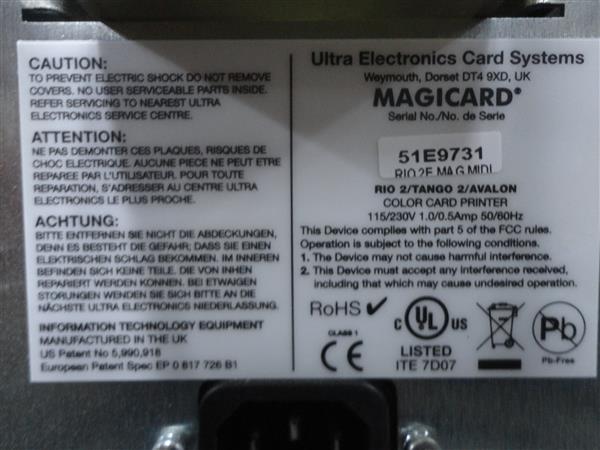 CAUTION:
TO PREVENT ELECTRIC SHOCK DO NOT REMOVE
COVERS. NO USER SERVICEABLE PARTS INSIDE.
REFER SERVICING TO NEAREST ULTRA
ELECTRONICS SERVICE CENTRE.
ATTENTION:
NE PAS DEMONTER CES PLAQUES, RISQUES DE
CHOC ELECTRIQUE. AUCUNE PIECE NE PEUT ETRE
REPAREE PAR L'UTILISATEUR. POUR TOUTE
REPARATION, S'ADRESSER AU CENTRE ULTRA
ELECTRONICS LE PLUS PROCHE.
ACHTUNG:
BITTE ENTFERNEN SIE NICHT DIE ABDECKUNGEN,
DENN ES BESTEHT DIE GEFAHR; DASS SIE EINEN
ELEKTRISCHEN SCHLAG BEKOMMEN. IM INNEREN
BEFINDEN SICH KEINE TEILE. DIE VON INHEN
REPARIERT WERDEN KÖNNEN. BEI ETWAIGEN
STORUNGEN WENDEN SIE SICH BITTE AN DIE
NÄCHSTE ULTRA ELECTRONICS NIEDERLASSUNG.
INFORMATION TECHNOLOGY EQUIPMENT
MANUFACTURED IN THE UK
US Patent No 5,990,918
European Patent Spec EP 0 817 726 B1
Ultra Electronics Card Systems
Weymouth, Dorset DT4 9XD, UK
MAGICARD®
Serial No./No. de Serie
51E9731
RIO 2E MAG MIDI
RIO 2/TANGO 2/AVALON
COLOR CARD PRINTER
115/230V 1.0/0.5Amp 50/60Hz
This Device complies with part 5 of the FCC rules.
Operation is subject to the following conditions.
1. The Device may not cause harmful interference.
2. This Device must accept any interference received,
including that which may cause undesired operation.
RoHS
CLASS 1
CE
C UL US
LISTED
ITE 7D07
Pb
Pb-Free